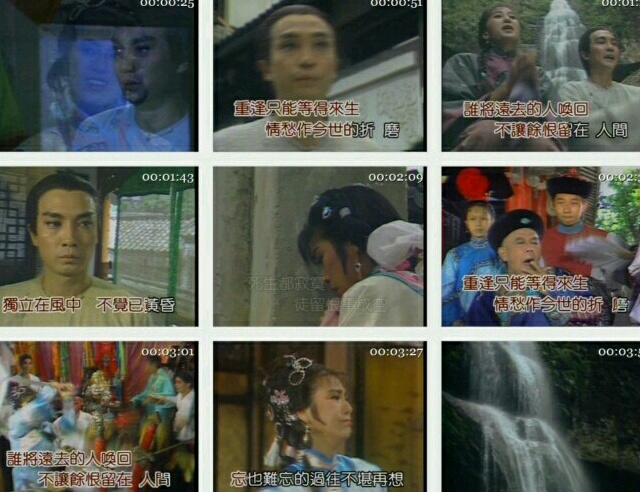 00:00:25
00:00:51
重逢只能等得來生
情愁作今世的折 磨
誰將遠去的人喚回
不讓餘恨留在 人間
00:01:43
獨立在風中 不覺已黃昏
00:02:09
死生都寂寞
重逢只能等得來生
情愁作今世的折 磨
00:03:01
誰將遠去的人喚回
不讓餘恨留在 人間
00:03:27
忘也難忘的過往不堪再想